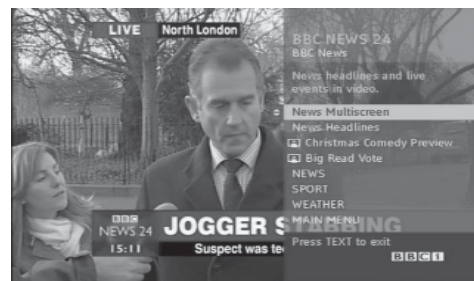 LIVE North London
BBC NEWS 24
BBC News
News headlines and live
events in video.
News Multiscreen
News Headlines
Christmas Comedy Preview
Big Read Vote
NEWS
SPORT
WEATHER
MAIN MENU
Press TEXT to exit
BBC 1
BBC
NEWS 24
15:11
JOGGER STABBING
Suspect was